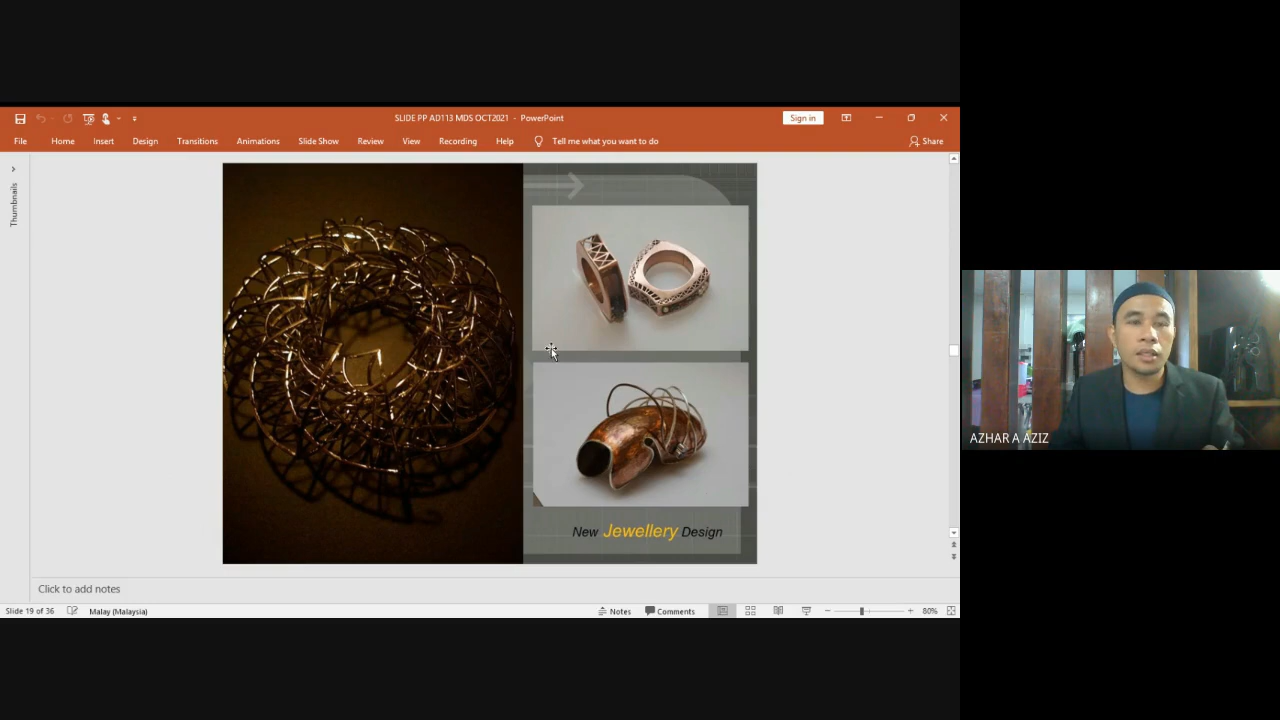 SLIDE PP AD113 MDS OCT2021 - PowerPoint
Sign in
File Home Insert Design Transitions Animations Slide Show Review View Recording Help Tell me what you want to do Share
Thumbnails
New Jewellery Design
AZHAR A AZIZ
Click to add notes
Slide 19 of 36 Malay (Malaysia) Notes Comments 80%